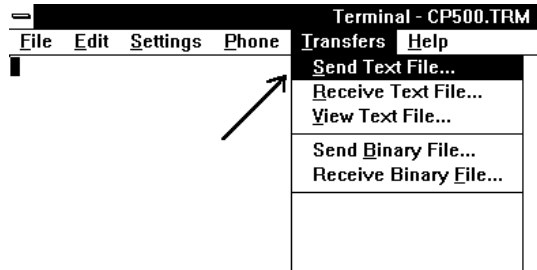 Terminal - CP500.TRM
File Edit Settings Phone Transfers Help
Send Text File...
Receive Text File...
View Text File...
Send Binary File...
Receive Binary File...